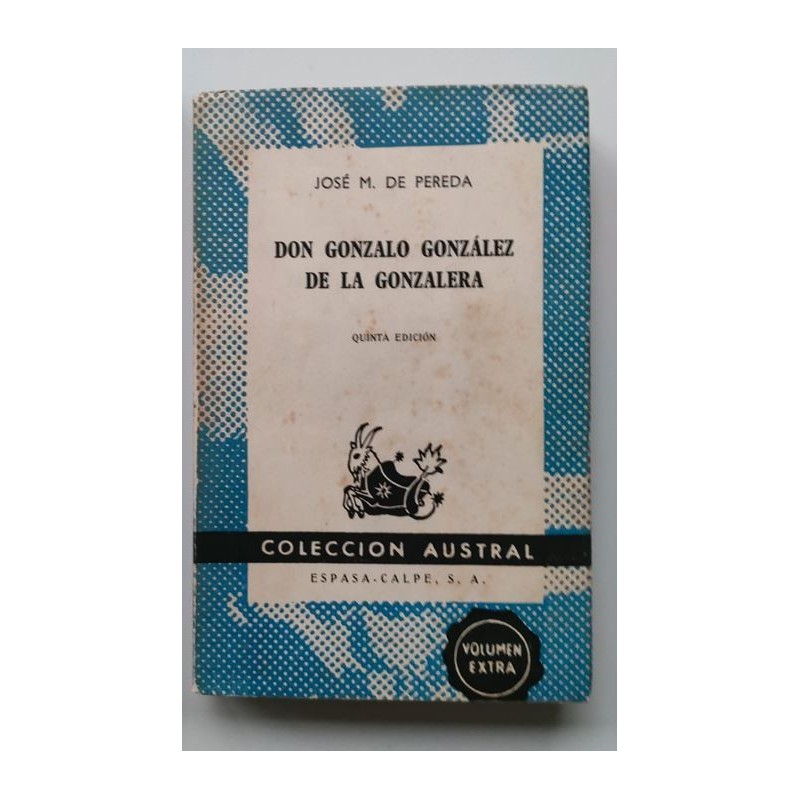 JOSÉ M. DE PEREDA
DON GONZALO GONZÁLEZ
DE LA GONZALERA
QUINTA EDICIÓN
COLECCION AUSTRAL
ESPASA-CALPE, S. A.
VOLUMEN
EXTRA